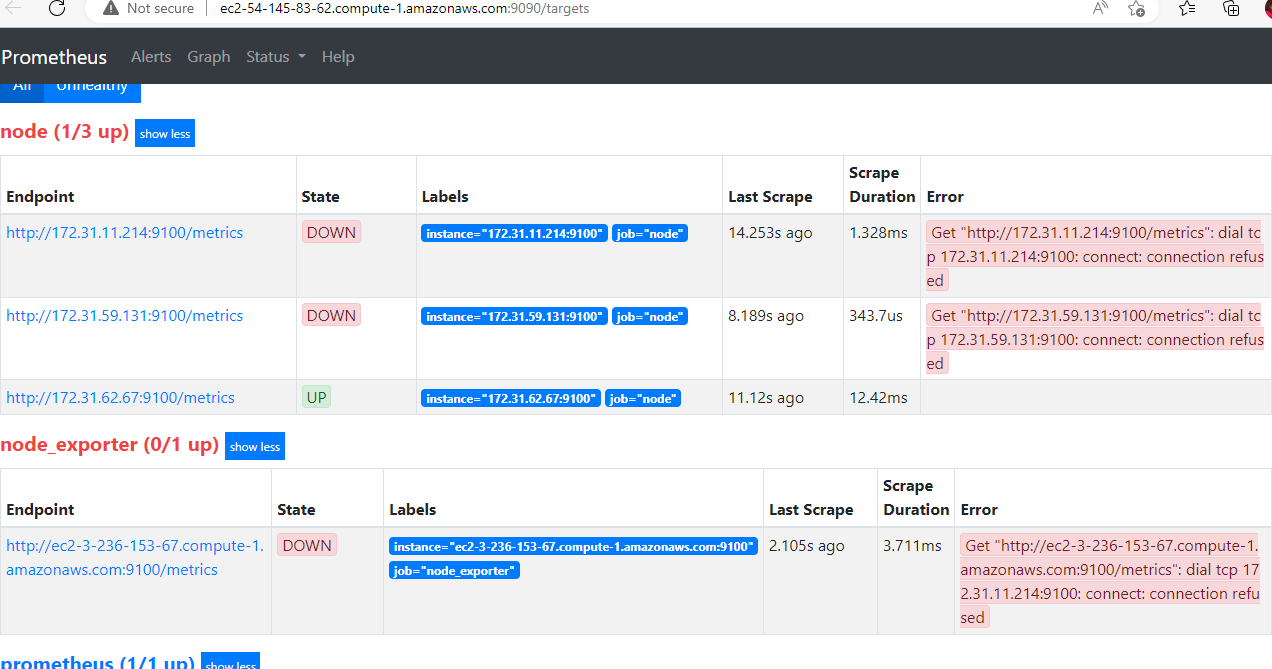 Not secure ec2-54-145-83-62.compute-1.amazonaws.com:9090/targets
Prometheus Alerts Graph Status Help
All Unhealthy
node (1/3 up) show less
Endpoint State Labels Last Scrape Scrape Duration Error
http://172.31.11.214:9100/metrics DOWN instance="172.31.11.214:9100" job="node" 14.253s ago 1.328ms Get "http://172.31.11.214:9100/metrics": dial tc
p 172.31.11.214:9100: connect: connection refus
ed
http://172.31.59.131:9100/metrics DOWN instance="172.31.59.131:9100" job="node" 8.189s ago 343.7us Get "http://172.31.59.131:9100/metrics": dial tc
p 172.31.59.131:9100: connect: connection refus
ed
http://172.31.62.67:9100/metrics UP instance="172.31.62.67:9100" job="node" 11.12s ago 12.42ms
node_exporter (0/1 up) show less
Endpoint State Labels Last Scrape Scrape Duration Error
http://ec2-3-236-153-67.compute-1. DOWN instance="ec2-3-236-153-67.compute-1.amazonaws.com:9100" 2.105s ago 3.711ms Get "http://ec2-3-236-153-67.compute-1.
amazonaws.com:9100/metrics job="node_exporter" amazonaws.com:9100/metrics": dial tcp 17
2.31.11.214:9100: connect: connection refu
sed
prometheus (1/1 up) show less